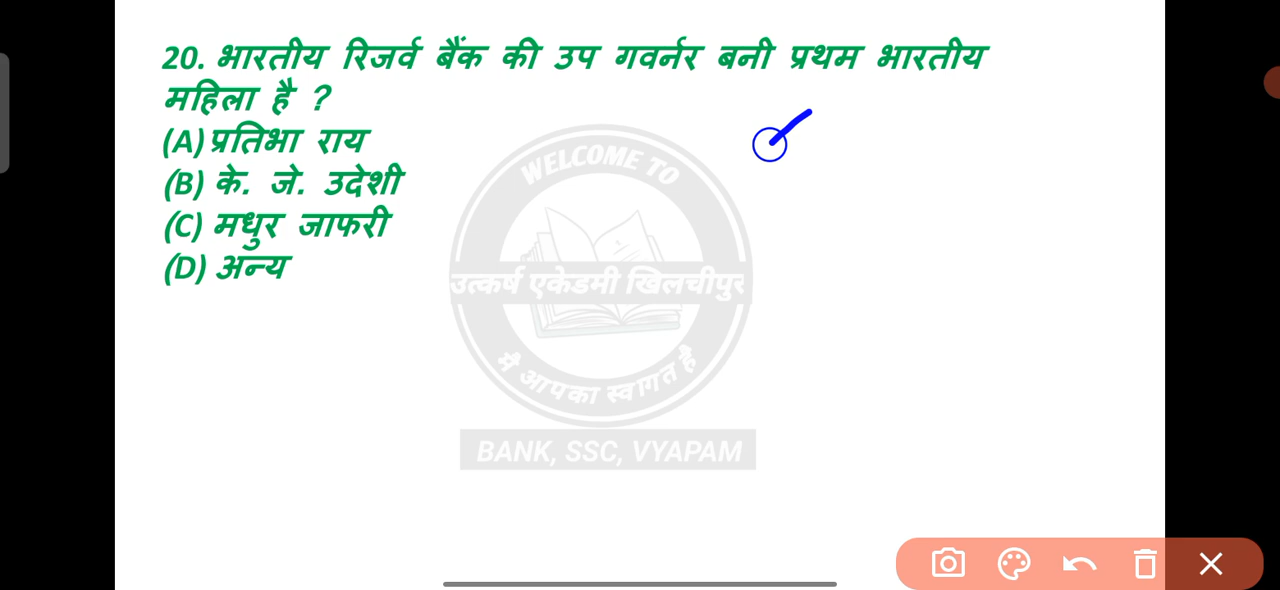 20. भारतीय रिजर्व बैंक की उप गवर्नर बनी प्रथम भारतीय
महिला है ?
(A) प्रतिभा राय
(B) के. जे. उदेशी
(C) मधुर जाफरी
(D) अन्य
WELCOME TO
उत्कर्ष एकेडमी खिलचीपुर
मै आपका स्वागत है
BANK, SSC, VYAPAM